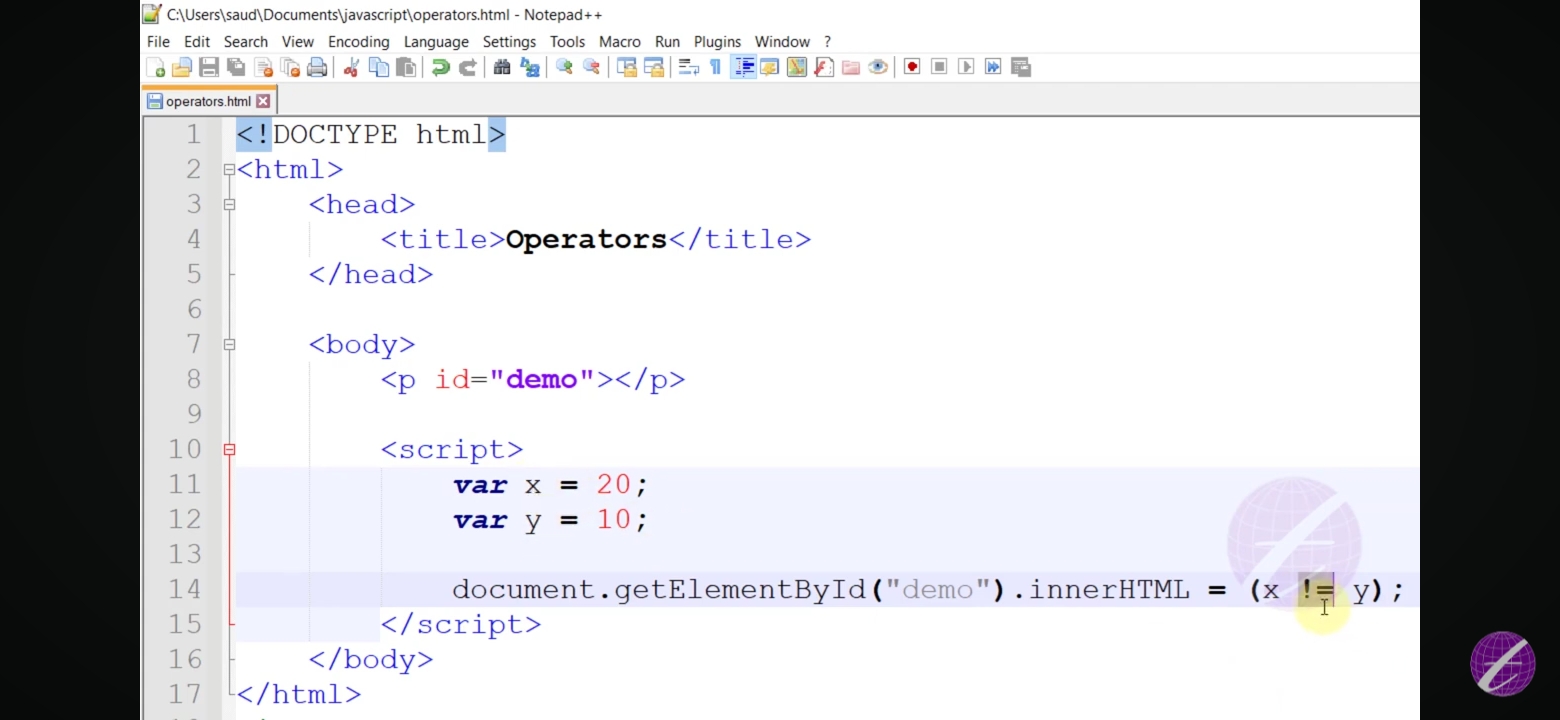 C:\Users\saud\Documents\javascript\operators.html - Notepad++
File Edit Search View Encoding Language Settings Tools Macro Run Plugins Window ?
operators.html
1 <!DOCTYPE html>
2 <html>
3 <head>
4 <title>Operators</title>
5 </head>
6
7 <body>
8 <p id="demo"></p>
9
10 <script>
11 var x = 20;
12 var y = 10;
13
14 document.getElementById("demo").innerHTML = (x != y);
15 </script>
16 </body>
17 </html>